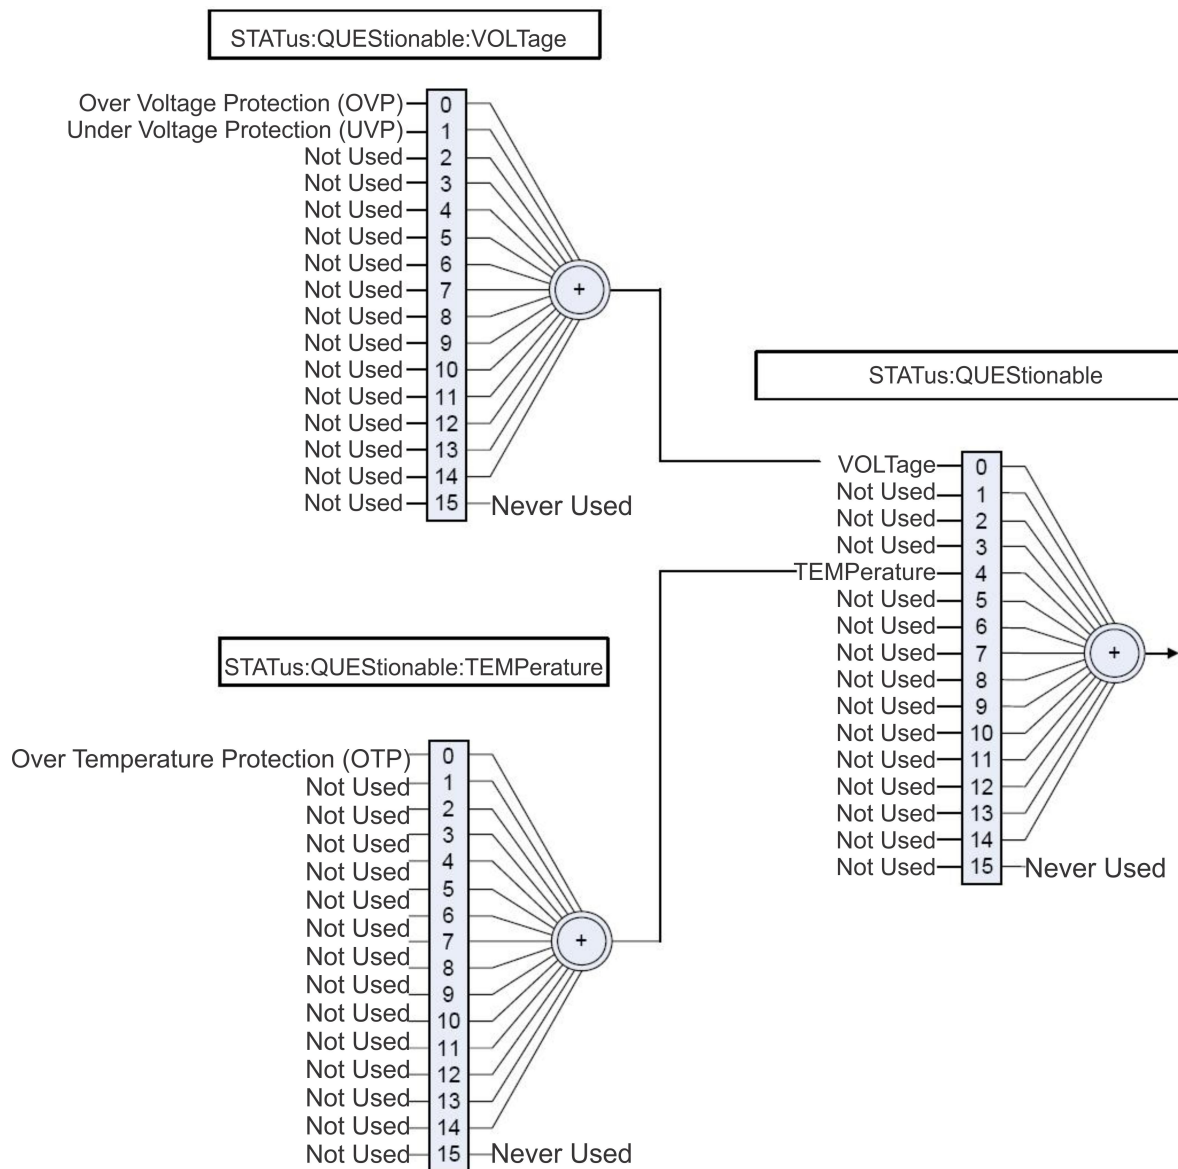 STATus:QUEStionable:VOLTage
Over Voltage Protection (OVP) 0
Under Voltage Protection (UVP) 1
Not Used 2
Not Used 3
Not Used 4
Not Used 5
Not Used 6
Not Used 7
Not Used 8
Not Used 9
Not Used 10
Not Used 11
Not Used 12
Not Used 13
Not Used 14
Not Used 15 Never Used
+
STATus:QUEStionable
VOLTage 0
Not Used 1
Not Used 2
Not Used 3
TEMPerature 4
Not Used 5
Not Used 6
Not Used 7
Not Used 8
Not Used 9
Not Used 10
Not Used 11
Not Used 12
Not Used 13
Not Used 14
Not Used 15 Never Used
+
STATus:QUEStionable:TEMPerature
Over Temperature Protection (OTP) 0
Not Used 1
Not Used 2
Not Used 3
Not Used 4
Not Used 5
Not Used 6
Not Used 7
Not Used 8
Not Used 9
Not Used 10
Not Used 11
Not Used 12
Not Used 13
Not Used 14
Not Used 15 Never Used
+